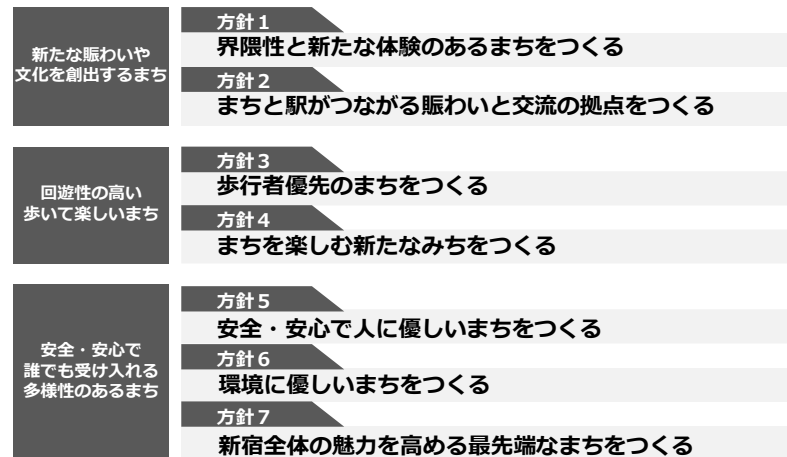 新たな賑わいや
文化を創出するまち
方針１
界隈性と新たな体験のあるまちをつくる
方針２
まちと駅がつながる賑わいと交流の拠点をつくる
回遊性の高い
歩いて楽しいまち
方針３
歩行者優先のまちをつくる
方針４
まちを楽しむ新たなみちをつくる
安全・安心で
誰でも受け入れる
多様性のあるまち
方針５
安全・安心で人に優しいまちをつくる
方針６
環境に優しいまちをつくる
方針７
新宿全体の魅力を高める最先端なまちをつくる